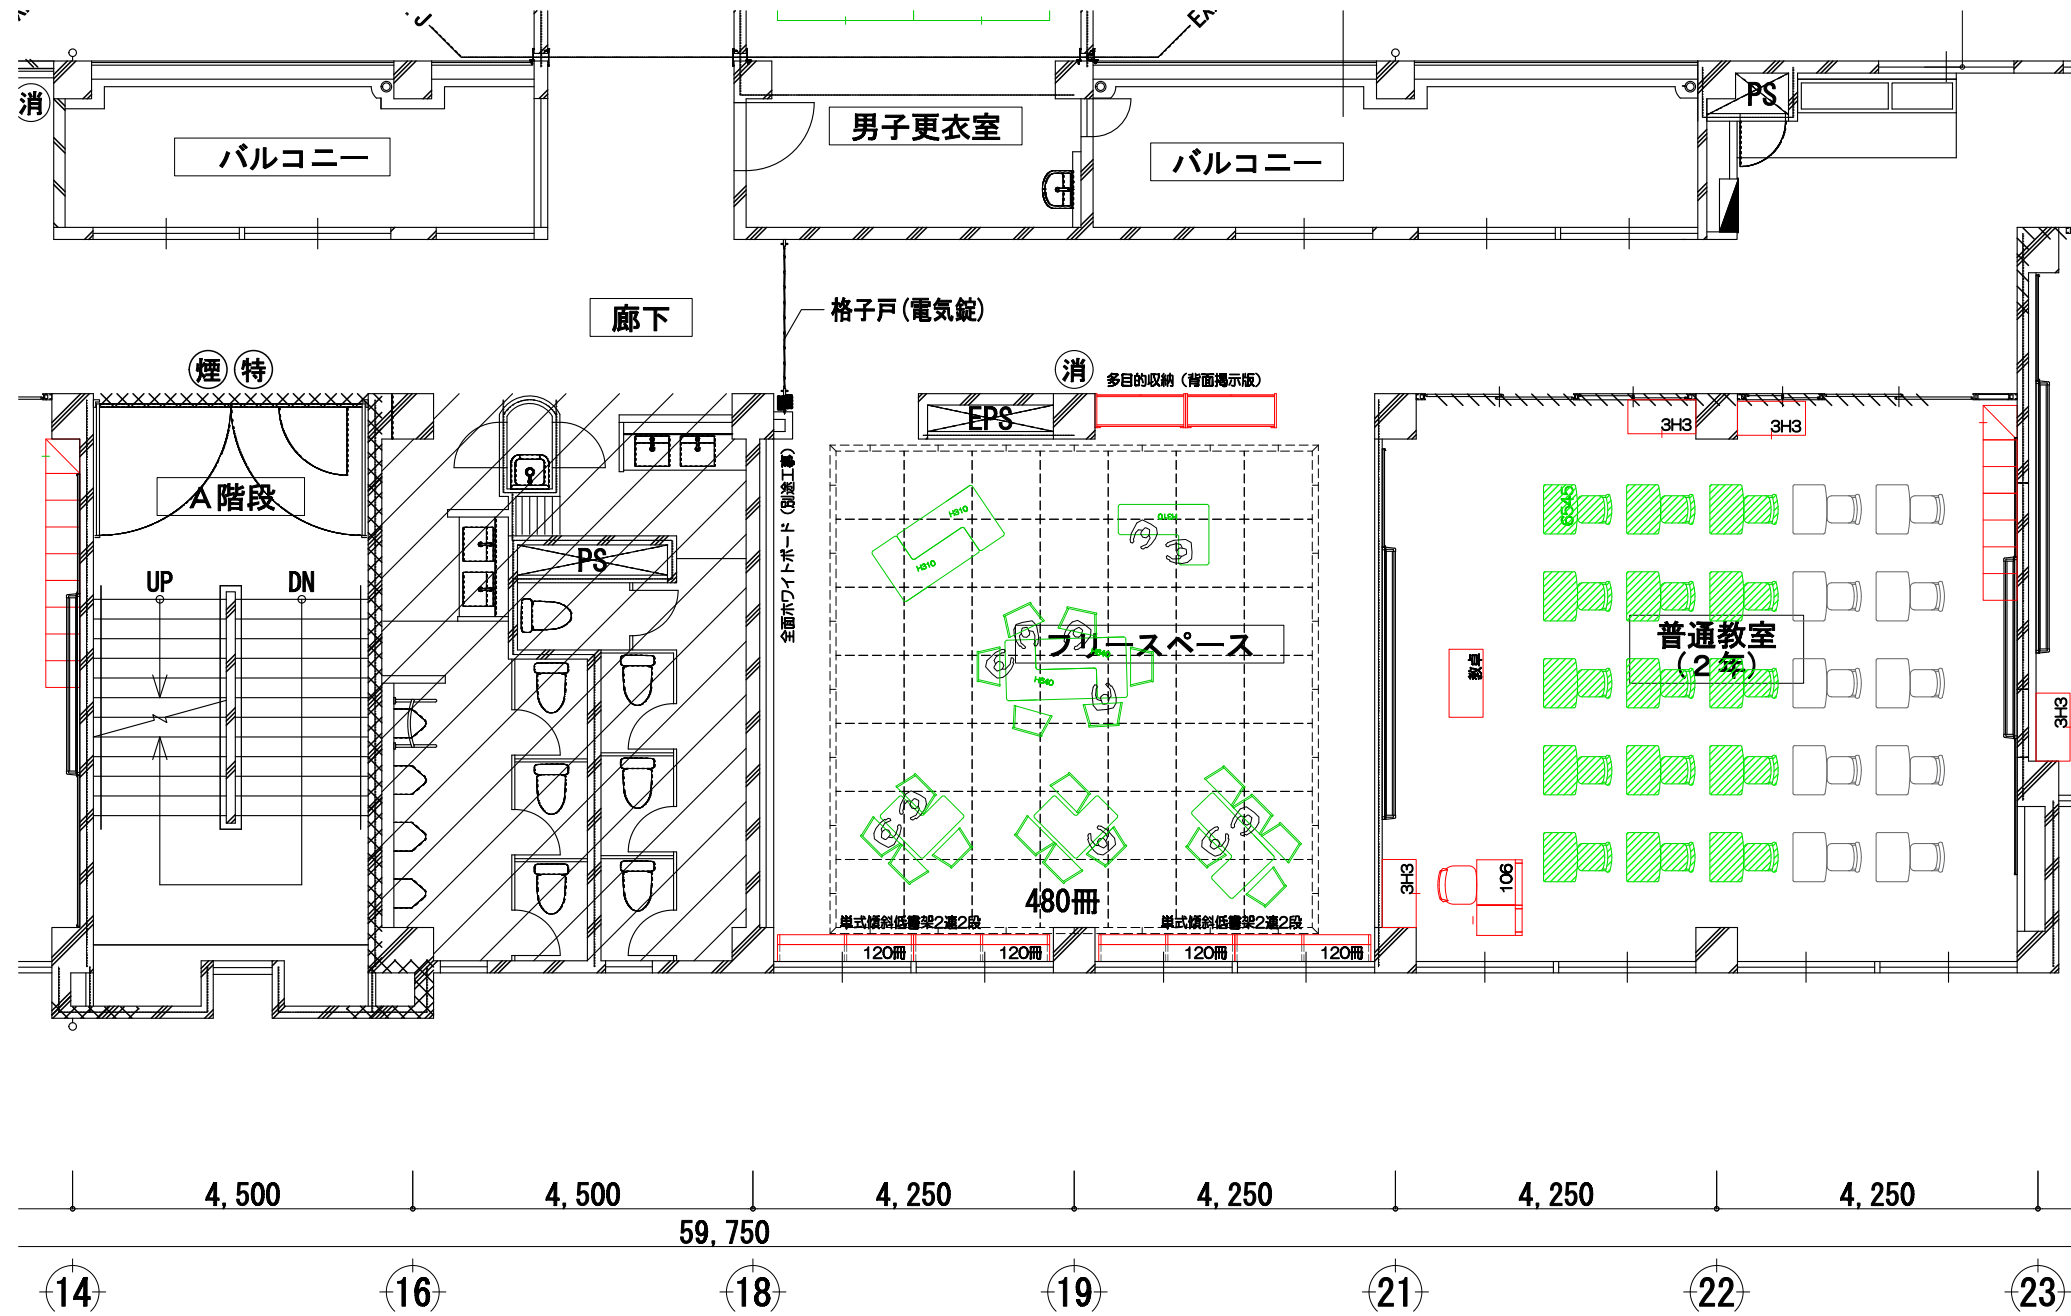 消
バルコニー
男子更衣室
バルコニー
PS
廊下
格子戸(電気錠)
煙
特
消
多目的収納(背面掲示版)
EPS
3H3
3H3
A階段
全面ホワイトボード(別途工事)
H310
H310
H310
6545
UP
DN
PS
フリースペース
H640
普通教室
(2年)
教卓
3H3
3H3
106
480冊
単式傾斜低書架2連2段
単式傾斜低書架2連2段
120冊
120冊
120冊
120冊
4,500
4,500
4,250
4,250
4,250
4,250
59,750
14
16
18
19
21
22
23